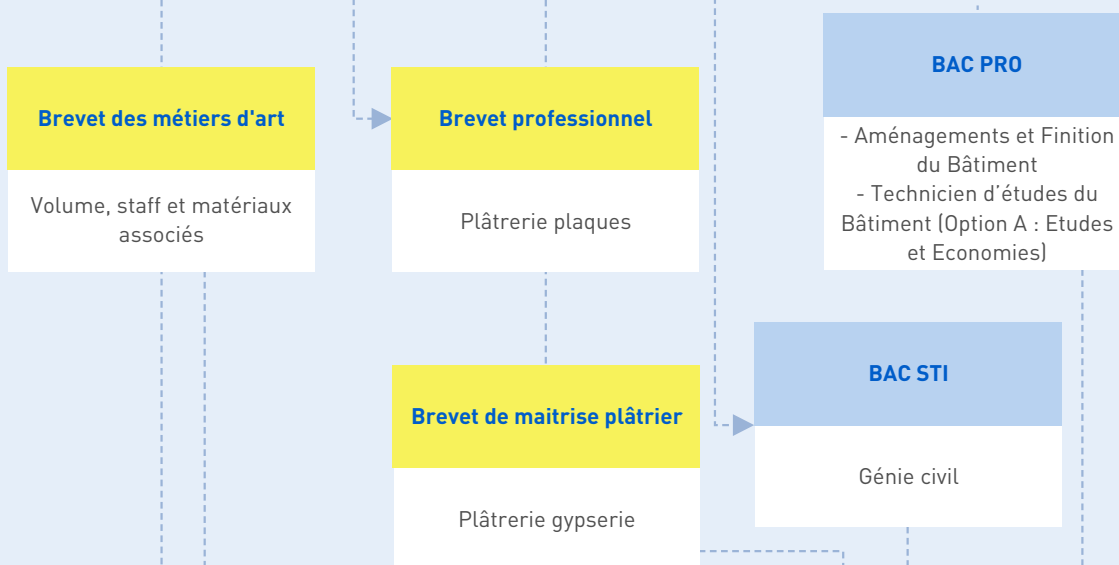 BAC PRO
- Aménagements et Finition
du Bâtiment
- Technicien d’études du
Bâtiment (Option A : Etudes
et Economies)
Brevet des métiers d'art
Volume, staff et matériaux
associés
Brevet professionnel
Plâtrerie plaques
BAC STI
Génie civil
Brevet de maitrise plâtrier
Plâtrerie gypserie